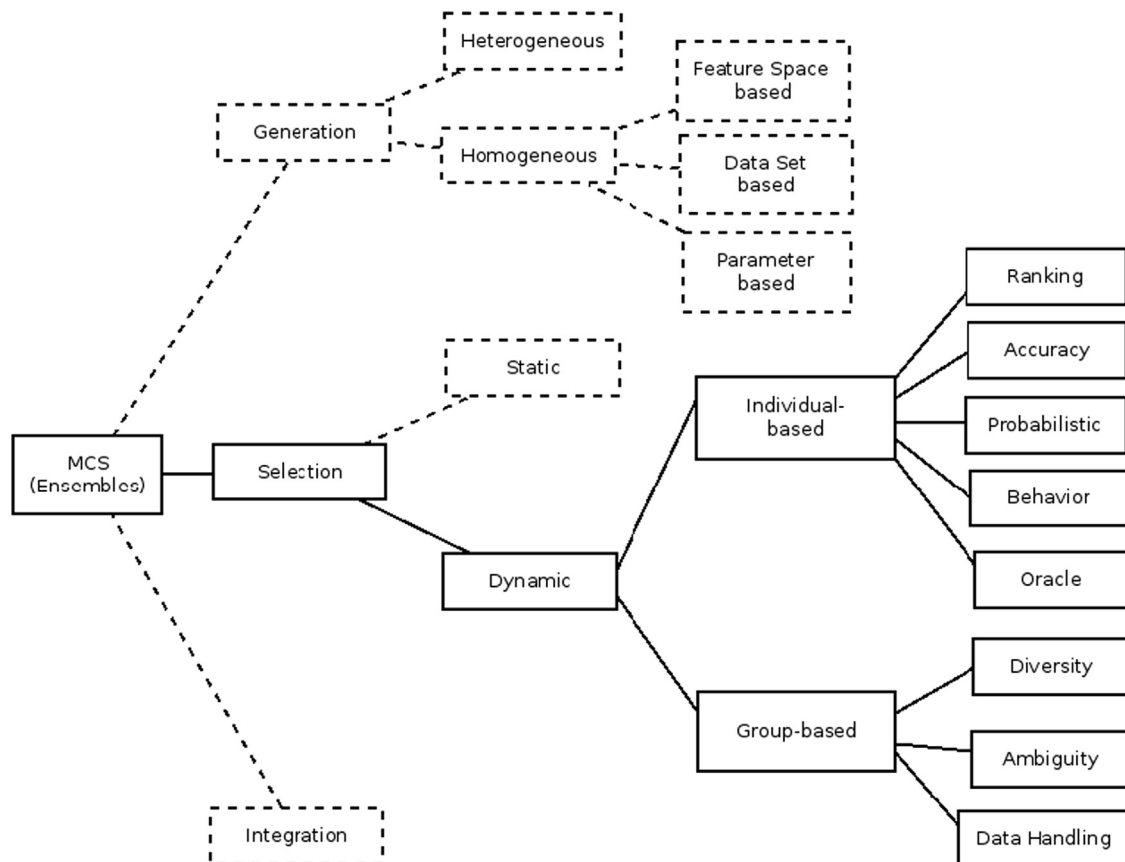 Heterogeneous
Feature Space
based
Generation
Homogeneous
Data Set
based
Parameter
based
Ranking
Static
Accuracy
Individual-
based
Probabilistic
MCS
(Ensembles)
Selection
Behavior
Dynamic
Oracle
Diversity
Group-based
Ambiguity
Integration
Data Handling